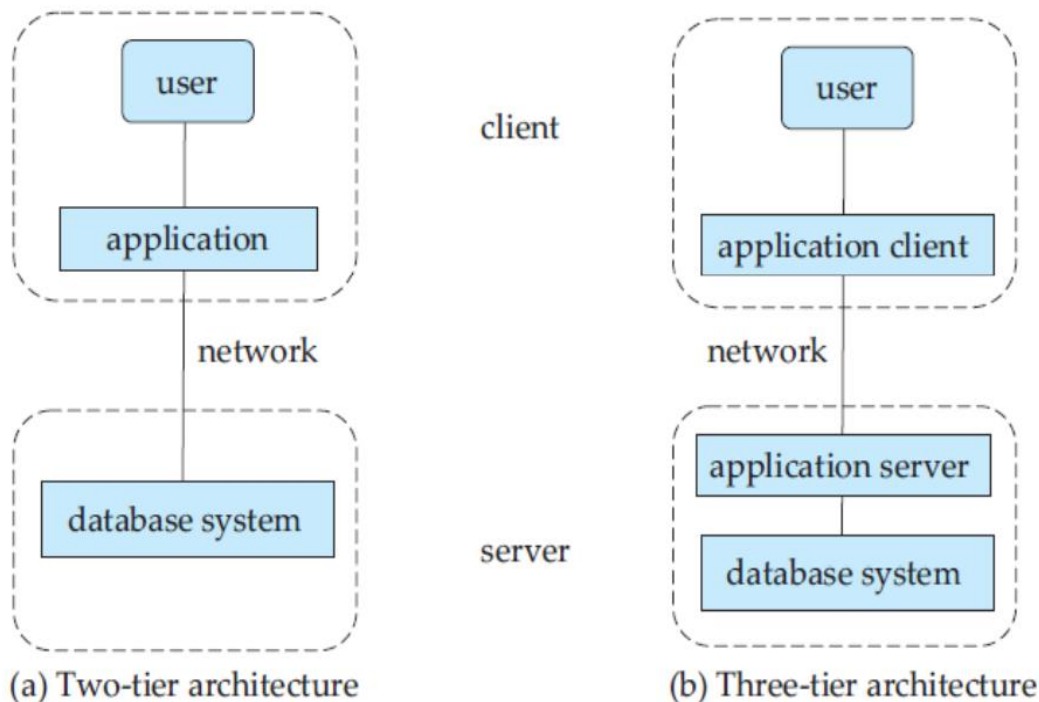 user
application
network
database system
(a) Two-tier architecture
client
server
user
application client
network
application server
database system
(b) Three-tier architecture